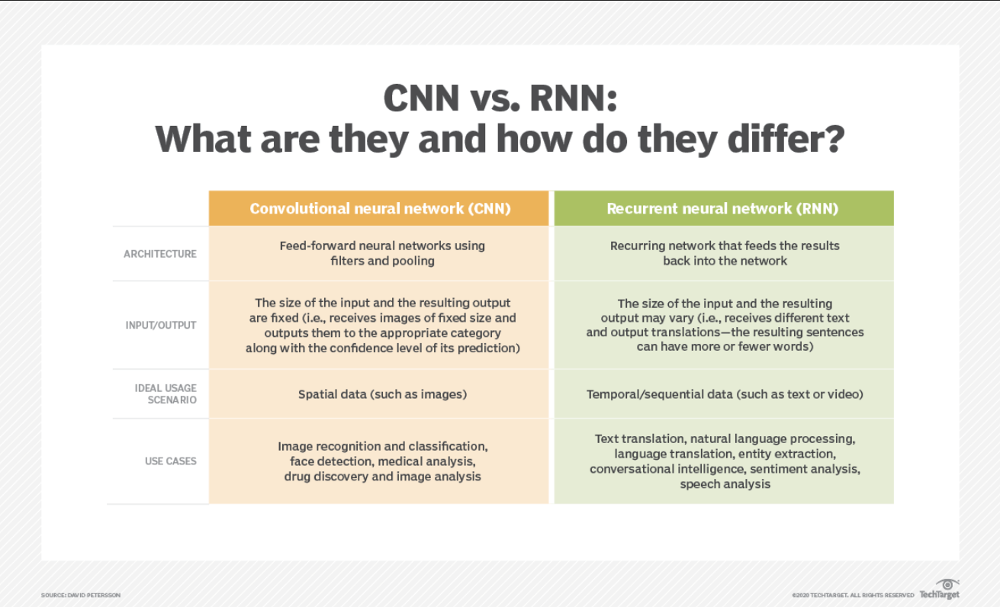 CNN vs. RNN:
What are they and how do they differ?
Convolutional neural network (CNN)
Recurrent neural network (RNN)
ARCHITECTURE
Feed-forward neural networks using
filters and pooling
Recurring network that feeds the results
back into the network
INPUT/OUTPUT
The size of the input and the resulting output
are fixed (i.e., receives images of fixed size and
outputs them to the appropriate category
along with the confidence level of its prediction)
The size of the input and the resulting
output may vary (i.e., receives different text
and output translations—the resulting sentences
can have more or fewer words)
IDEAL USAGE
SCENARIO
Spatial data (such as images)
Temporal/sequential data (such as text or video)
USE CASES
Image recognition and classification,
face detection, medical analysis,
drug discovery and image analysis
Text translation, natural language processing,
language translation, entity extraction,
conversational intelligence, sentiment analysis,
speech analysis
SOURCE: DAVID PETERSSON
©2020 TECHTARGET. ALL RIGHTS RESERVED
TechTarget